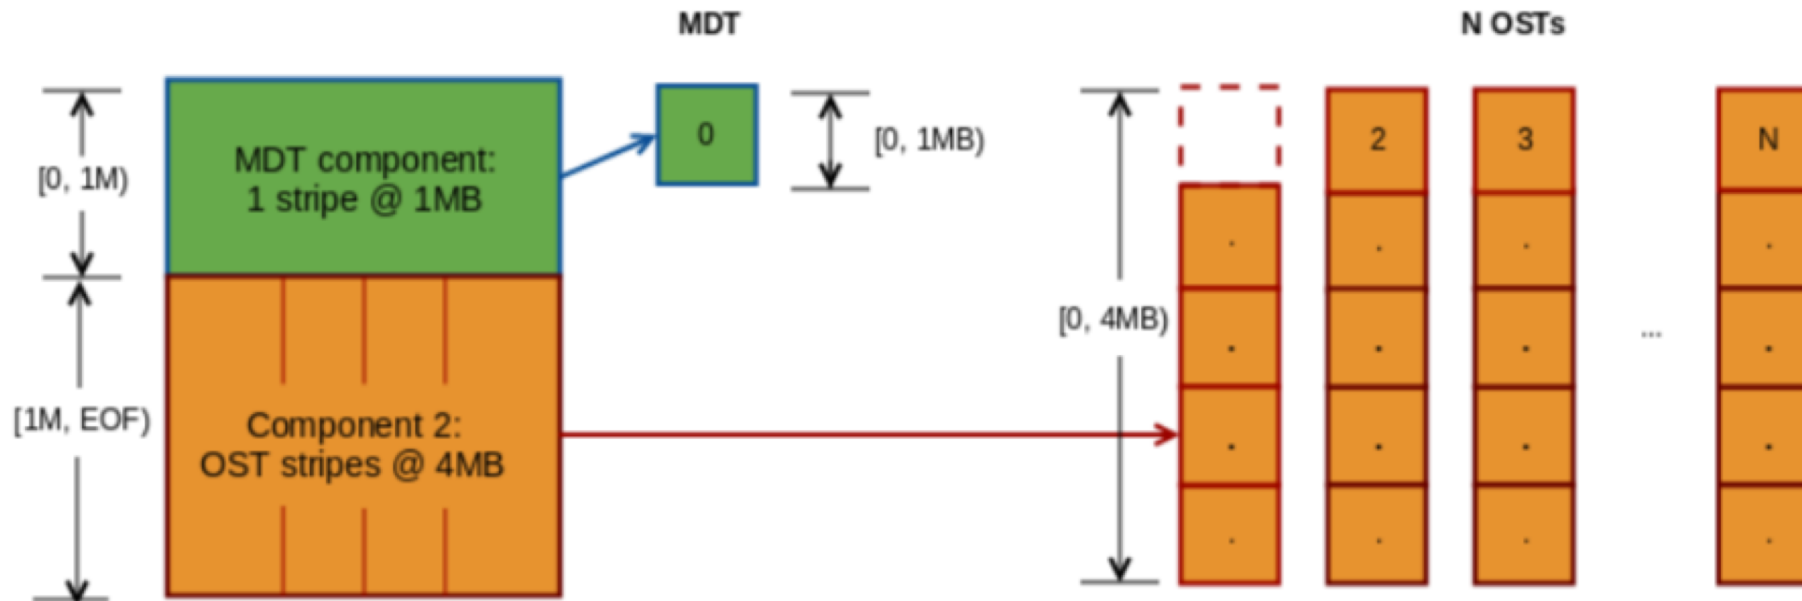 MDT
N OSTs
[0, 1M)
MDT component:
1 stripe @ 1MB
0
[0, 1MB)
2
3
N
[0, 4MB)
...
[1M, EOF)
Component 2:
OST stripes @ 4MB